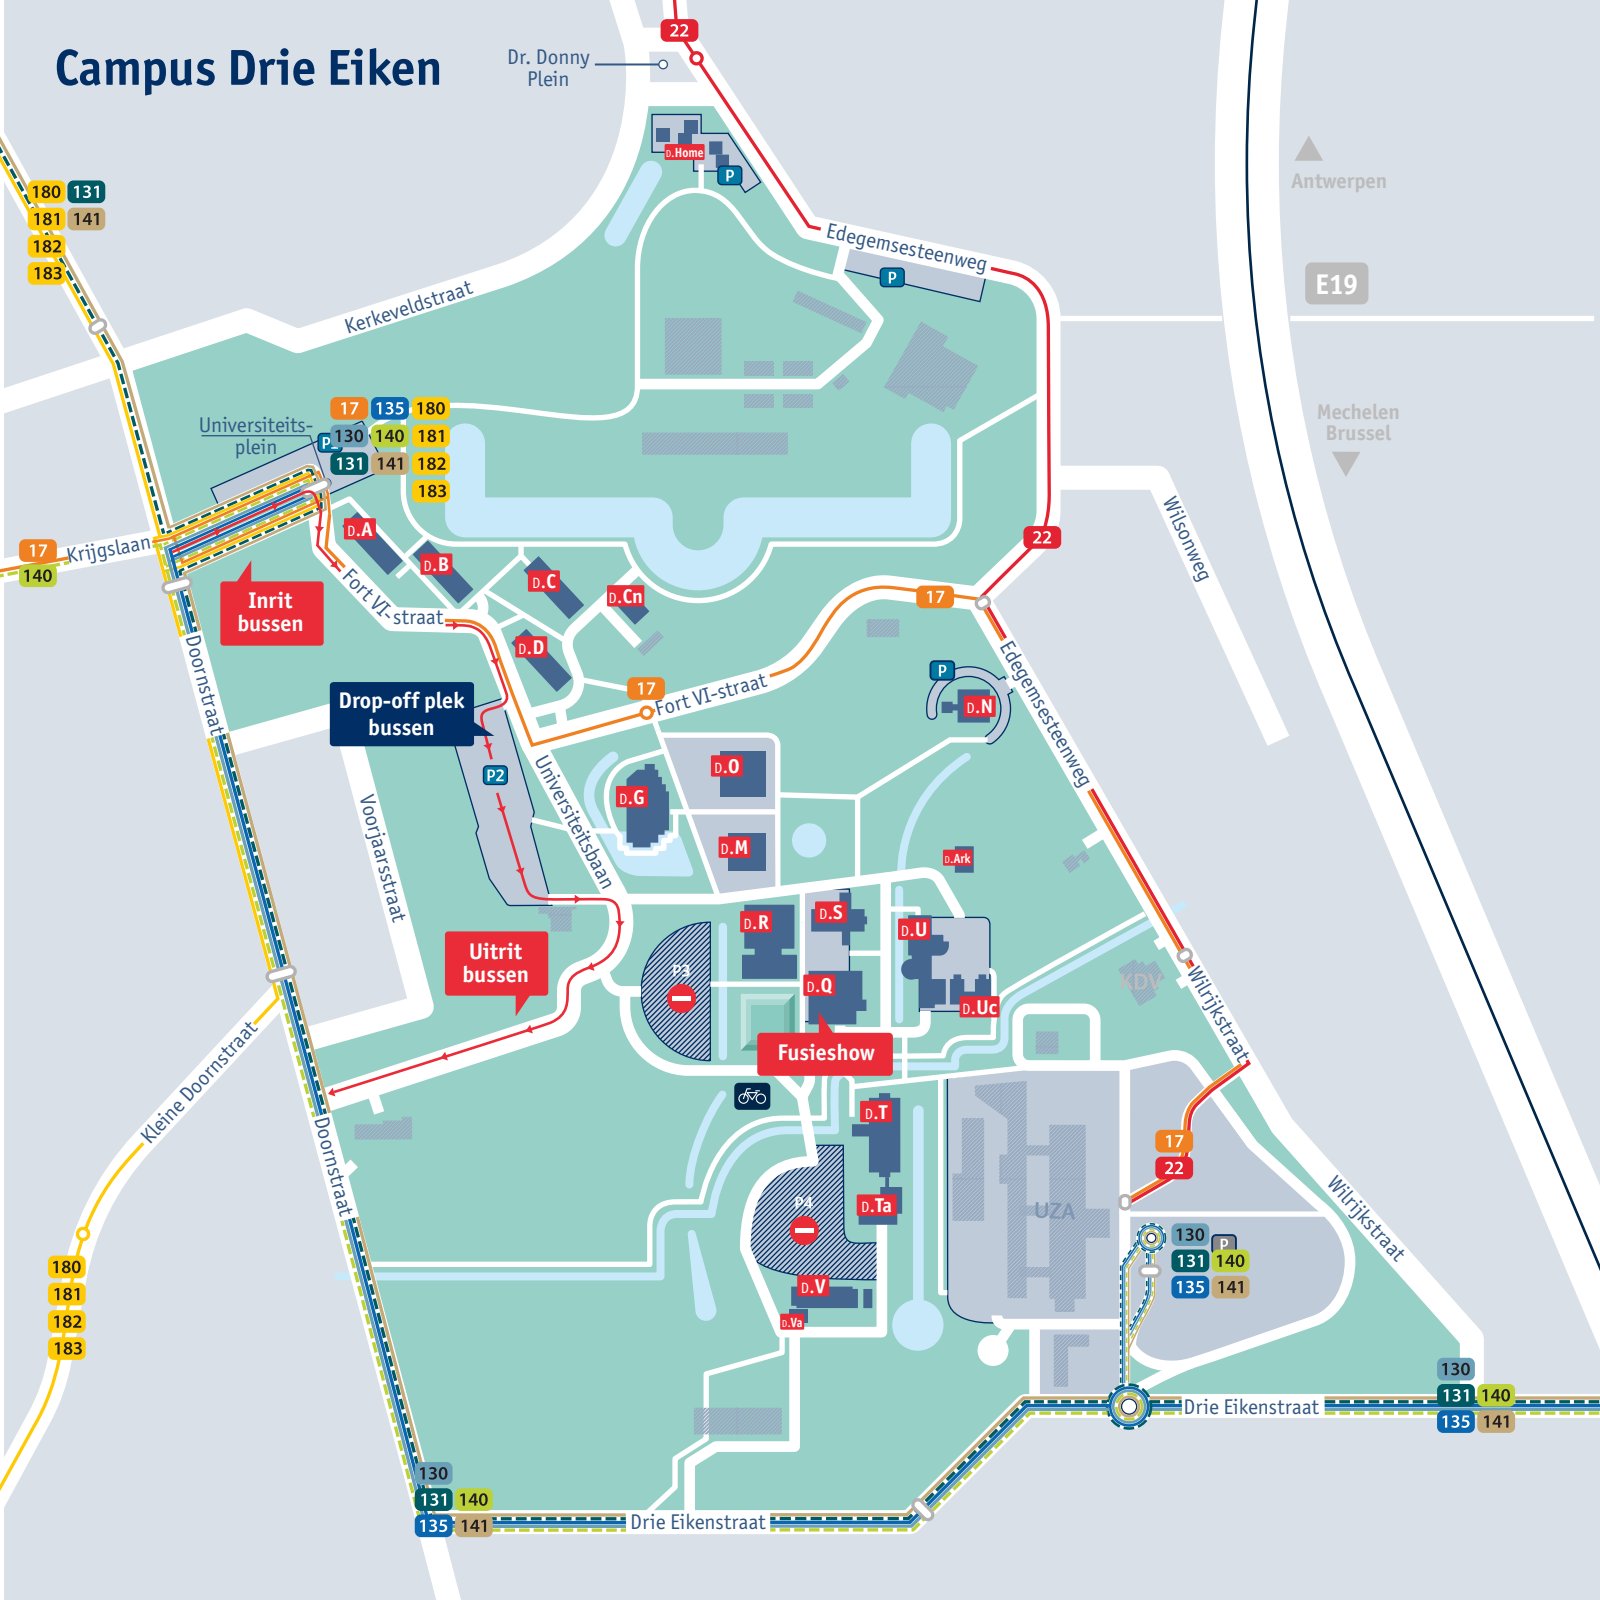 Campus Drie Eiken
22
Dr. Donny
Plein
D.Home
P
180 131
181 141
182
183
Antwerpen
Edegemsesteenweg
P
E19
Kerkeveldstraat
Mechelen
Brussel
Universiteits-
plein
P1
17 135 180
130 140 181
131 141 182
183
17
140
Krijgslaan
D.A
D.B
D.C
D.Cn
D.D
22
Wilsonweg
Inrit
bussen
Fort VI-straat
17
Doornstraat
Edegemsesteenweg
Drop-off plek
bussen
17
Fort VI-straat
P
D.N
P2
Universiteitsbaan
D.O
D.G
D.M
Voorjaarsstraat
D.Ark
D.R
D.S
D.U
Uitrit
bussen
P3
D.Q
D.Uc
KDV
Wilrijkstraat
Fusieshow
Kleine Doornstraat
Doornstraat
D.T
17
22
P4
D.Ta
UZA
Wilrijkstraat
130 P
131 140
135 141
180
181
182
183
D.V
D.Va
130
131 140
135 141
Drie Eikenstraat
130
131 140
135 141
Drie Eikenstraat